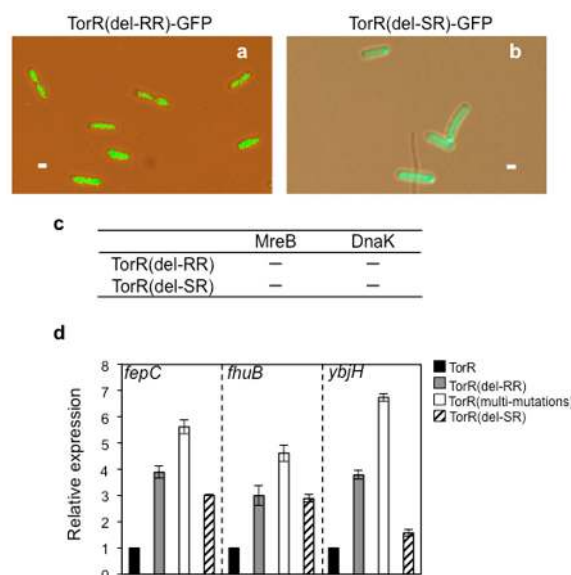 TorR(del-RR)-GFP TorR(del-SR)-GFP
a b
c
MreB DnaK
TorR(del-RR) — —
TorR(del-SR) — —
d
8
7
6
5
4
3
2
1
0
Relative expression
fepC fhuB ybjH
TorR
TorR(del-RR)
TorR(multi-mutations)
TorR(del-SR)